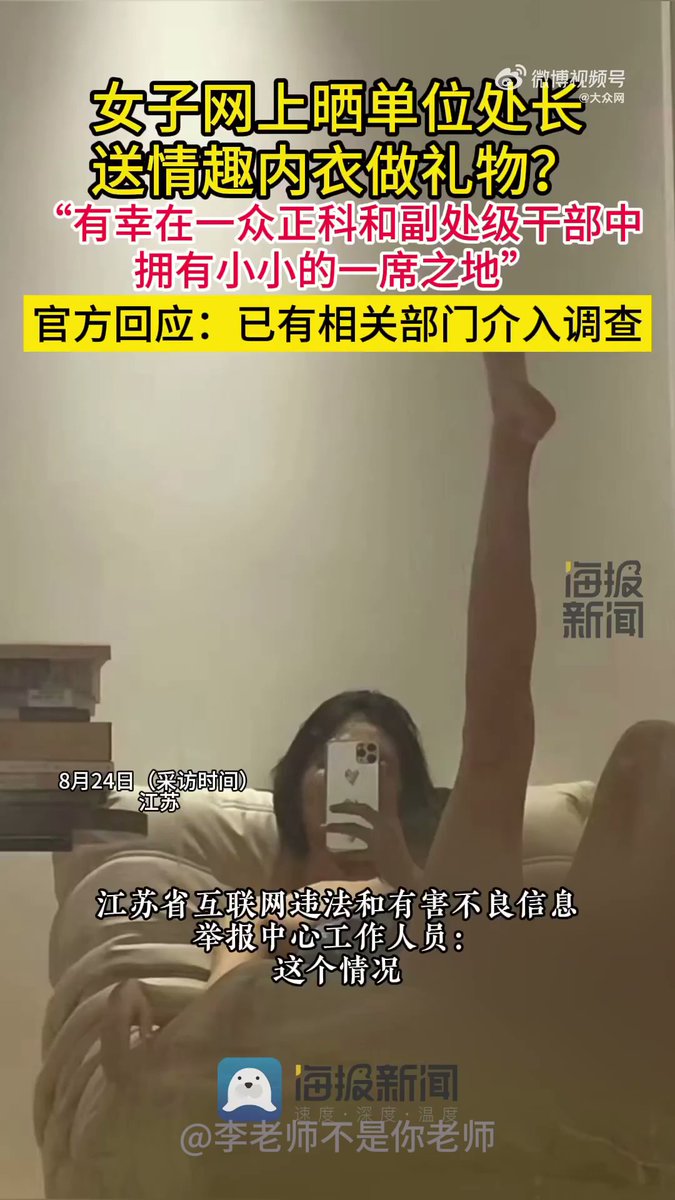 微博视频号
@大众网
女子网上晒单位处长
送情趣内衣做礼物？
“有幸在一众正科和副处级干部中
拥有小小的一席之地”
官方回应：已有相关部门介入调查
海报
新闻
8月24日（采访时间）
江苏
江苏省互联网违法和有害不良信息
举报中心工作人员：
这个情况
海报新闻
速度·深度·温度
@李老师不是你老师